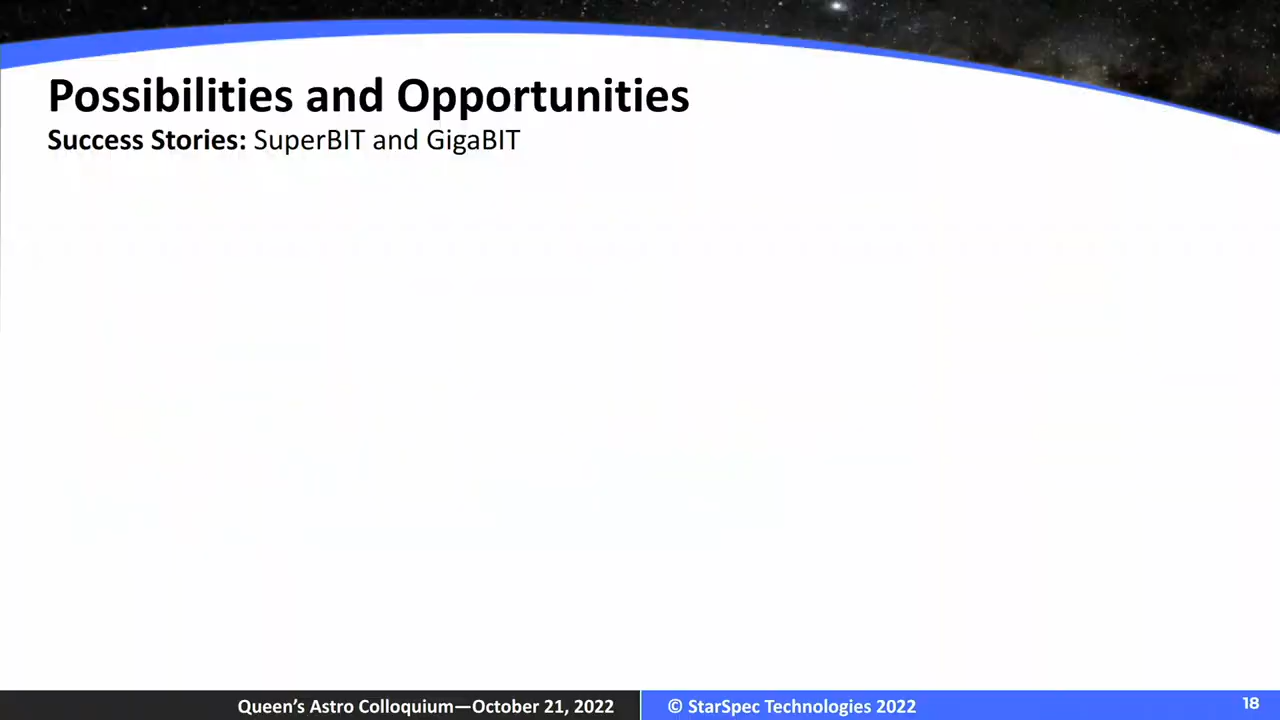 Possibilities and Opportunities
Success Stories: SuperBIT and GigaBIT
Queen’s Astro Colloquium—October 21, 2022
© StarSpec Technologies 2022
18